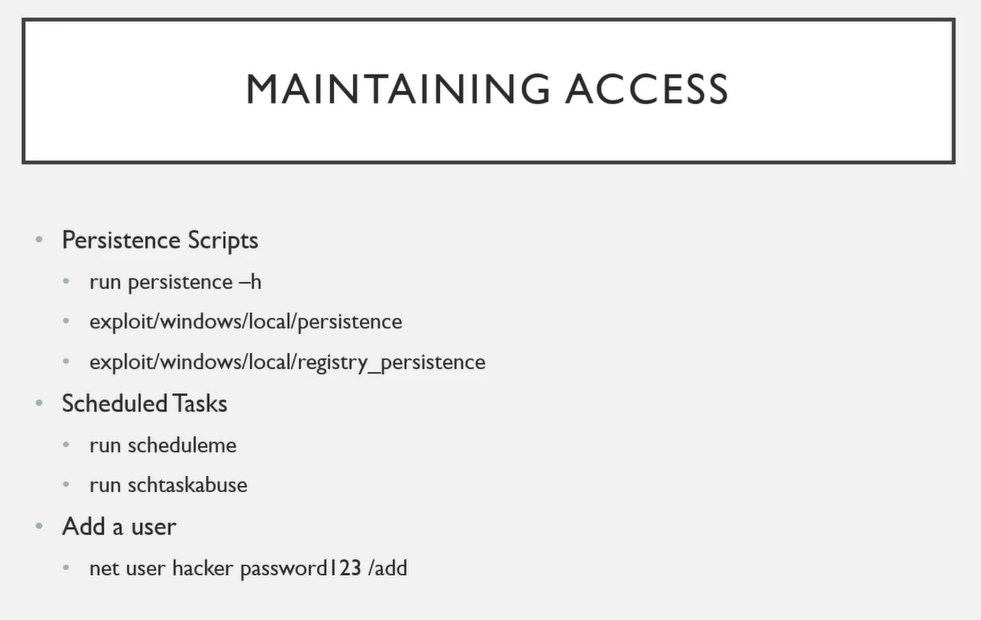 MAINTAINING ACCESS
• Persistence Scripts
• run persistence –h
• exploit/windows/local/persistence
• exploit/windows/local/registry_persistence
• Scheduled Tasks
• run scheduleme
• run schtaskabuse
• Add a user
• net user hacker password123 /add